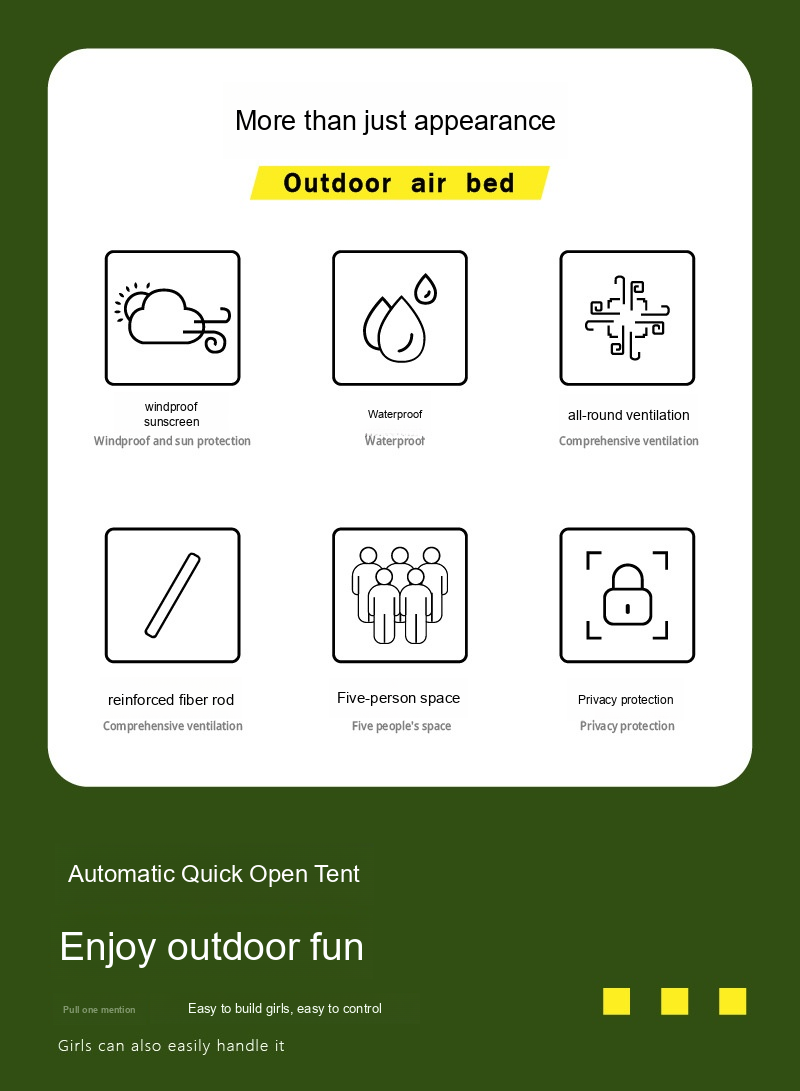 More than just appearance
Outdoor air bed
windproof
sunscreen
Windproof and sun protection
Waterproof
Waterproof
all-round ventilation
Comprehensive ventilation
reinforced fiber rod
Comprehensive ventilation
Five-person space
Five people's space
Privacy protection
Privacy protection
Automatic Quick Open Tent
Enjoy outdoor fun
Pull one mention Easy to build girls, easy to control
Girls can also easily handle it